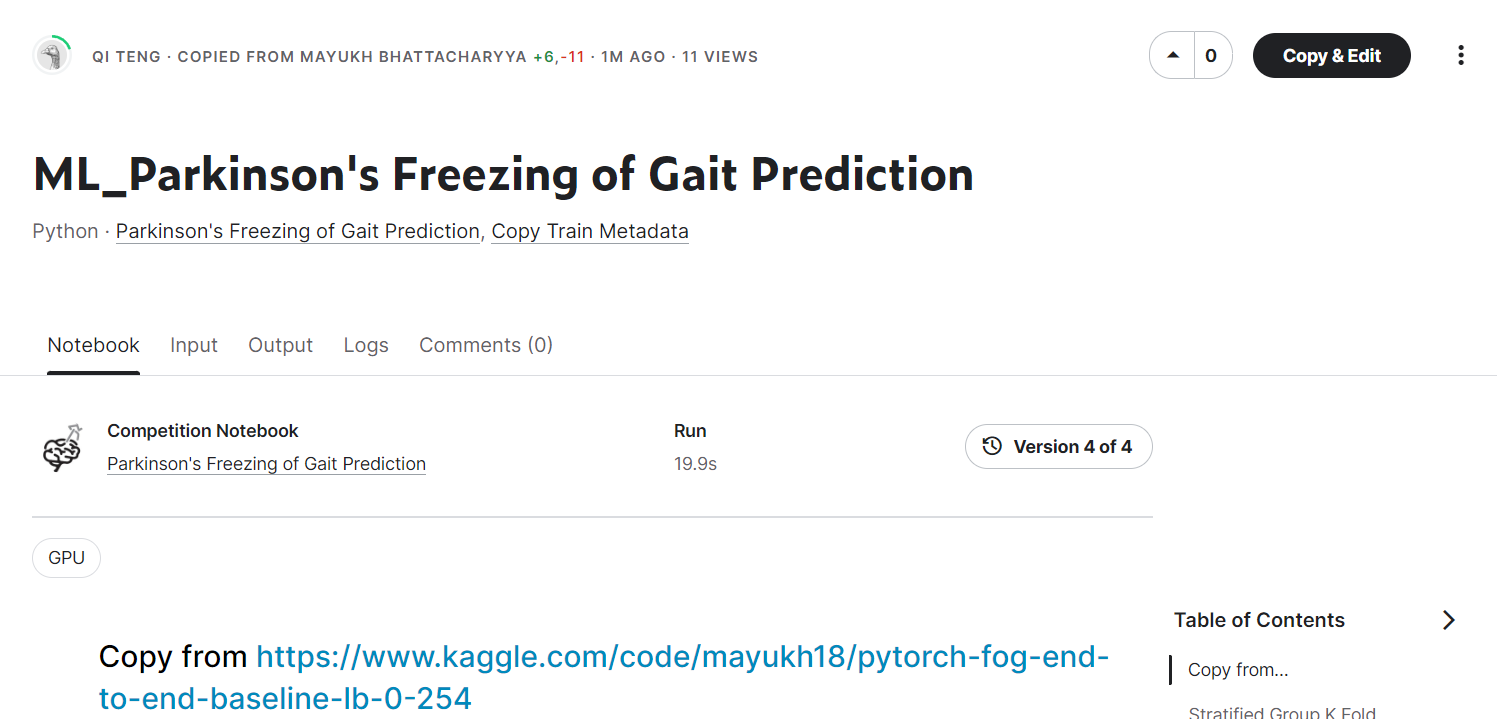 QI TENG · COPIED FROM MAYUKH BHATTACHARYYA +6,-11 · 1M AGO · 11 VIEWS
0
Copy & Edit
ML_Parkinson's Freezing of Gait Prediction
Python · Parkinson's Freezing of Gait Prediction, Copy Train Metadata
Notebook
Input
Output
Logs
Comments (0)
Competition Notebook
Parkinson's Freezing of Gait Prediction
Run
19.9s
Version 4 of 4
GPU
Copy from https://www.kaggle.com/code/mayukh18/pytorch-fog-end-
to-end-baseline-lb-0-254
Table of Contents
Copy from...
Stratified Group K Fold